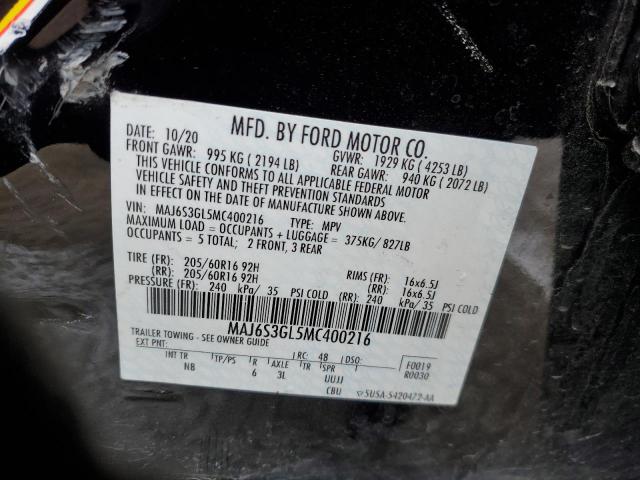 DATE: 10/20 MFD. BY FORD MOTOR CO.
FRONT GAWR: 995 KG ( 2194 LB) GVWR: 1929 KG ( 4253 LB)
REAR GAWR: 940 KG ( 2072 LB)
THIS VEHICLE CONFORMS TO ALL APPLICABLE FEDERAL MOTOR
VEHICLE SAFETY AND THEFT PREVENTION STANDARDS
IN EFFECT ON THE DATE OF MANUFACTURE SHOWN ABOVE.
VIN: MAJ6S3GL5MC400216 TYPE: MPV
MAXIMUM LOAD = OCCUPANTS + LUGGAGE = 375KG/ 827LB
OCCUPANTS = 5 TOTAL; 2 FRONT, 3 REAR
TIRE (FR): 205/60R16 92H RIMS (FR): 16x6.5J
(RR): 205/60R16 92H (RR): 16x6.5J
PRESSURE (FR): 240 kPa/ 35 PSI COLD (RR): 240 kPa/ 35 PSI COLD
MAJ6S3GL5MC400216
TRAILER TOWING - SEE OWNER GUIDE
EXT PNT: RC: 48 DSO: F0019
R0030
INT TR TP/PS R AXLE TR SPR
NB 6 3L UUJJ
CBU 5U5A-5420472-AA